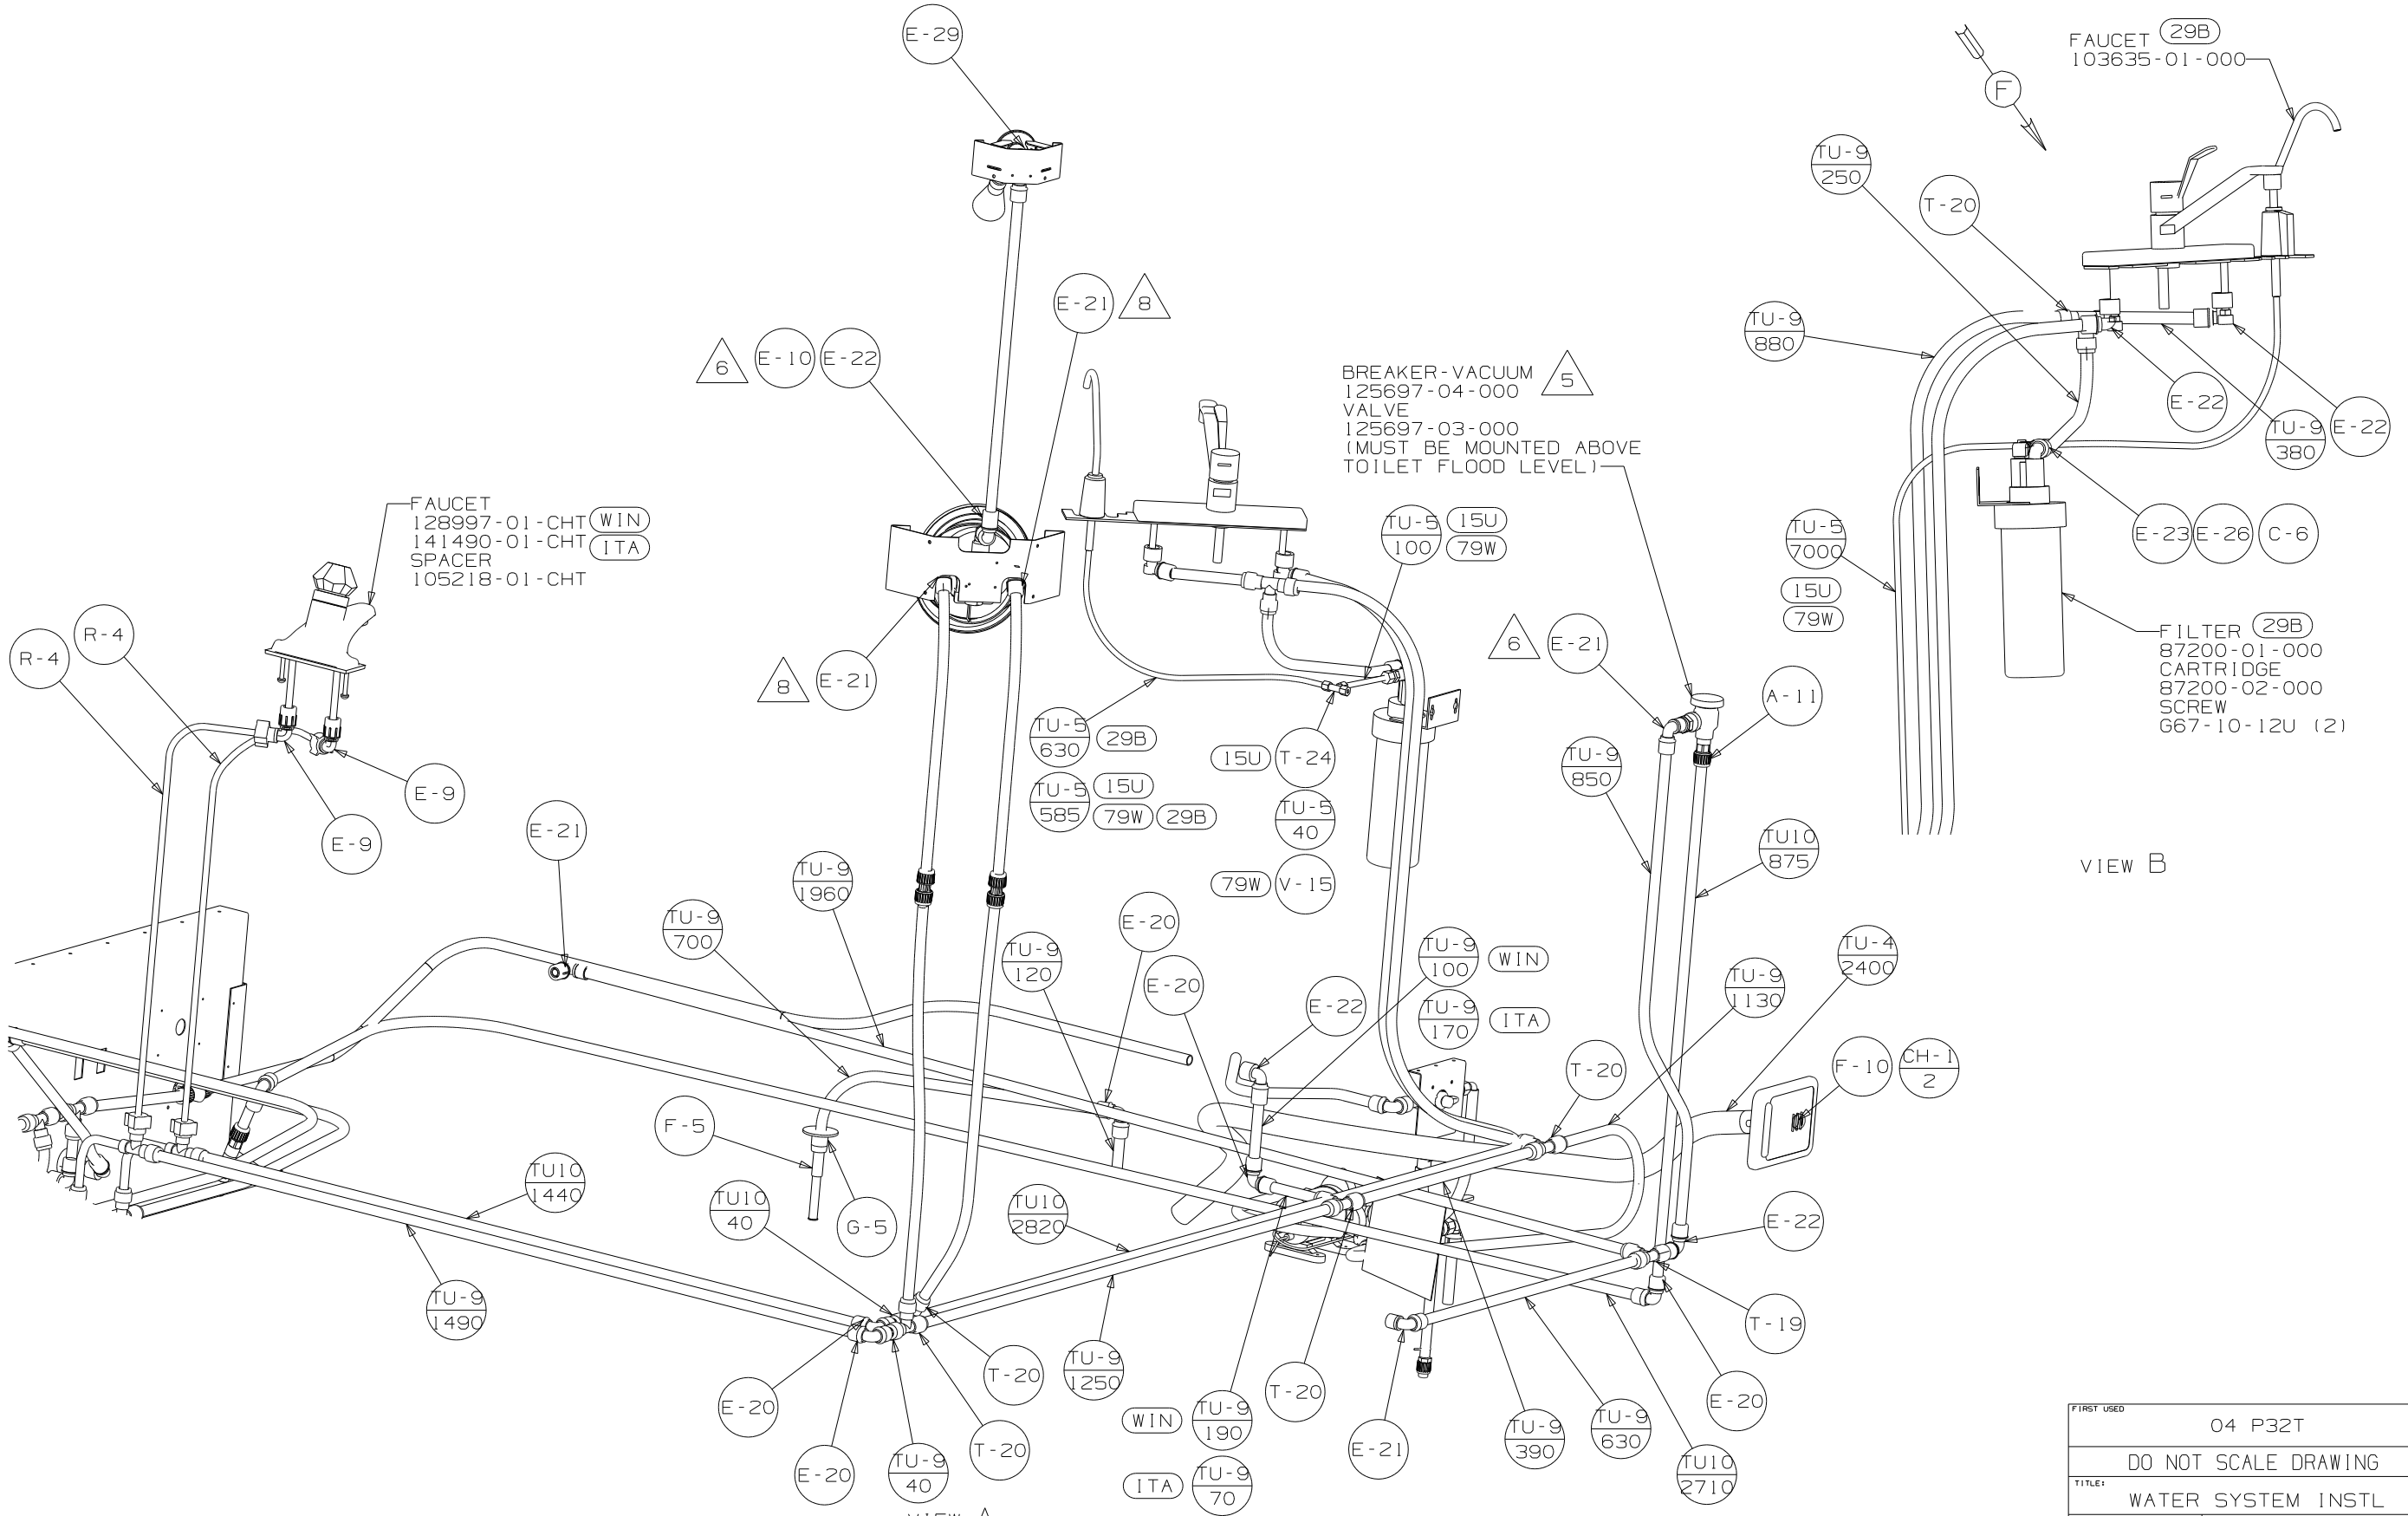 E-29
F
FAUCET 29B
103635-01-000
TU-9
250
T-20
TU-9
880
E-22
TU-9
380
E-22
TU-5
7000
15U
79W
E-23 E-26 C-6
FILTER 29B
87200-01-000
CARTRIDGE
87200-02-000
SCREW
G67-10-12U (2)
VIEW B
E-21 8
6 E-10 E-22
BREAKER-VACUUM 5
125697-04-000
VALVE
125697-03-000
(MUST BE MOUNTED ABOVE
TOILET FLOOD LEVEL)
FAUCET
128997-01-CHT WIN
141490-01-CHT ITA
SPACER
105218-01-CHT
R-4
R-4
E-9
E-9
TU-5
100
15U
79W
8 E-21
6 E-21
A-11
TU-5
630
29B
TU-5
585
15U
79W 29B
15U T-24
TU-5
40
79W V-15
TU-9
850
TU10
875
E-21
TU-9
1960
TU-9
700
TU-9
120
E-20
E-20
TU-9
100
WIN
TU-9
170
ITA
E-22
TU-9
1130
TU-4
2400
T-20
F-10
CH-1
2
F-5
G-5
TU10
1440
TU10
40
TU10
2820
TU-9
1490
E-22
T-19
E-20
E-20
E-20
TU-9
40
T-20
T-20
TU-9
1250
WIN
TU-9
190
ITA
TU-9
70
T-20
E-21
TU-9
390
TU-9
630
TU10
2710
VIEW A
FIRST USED
04 P32T
DO NOT SCALE DRAWING
TITLE:
WATER SYSTEM INSTL